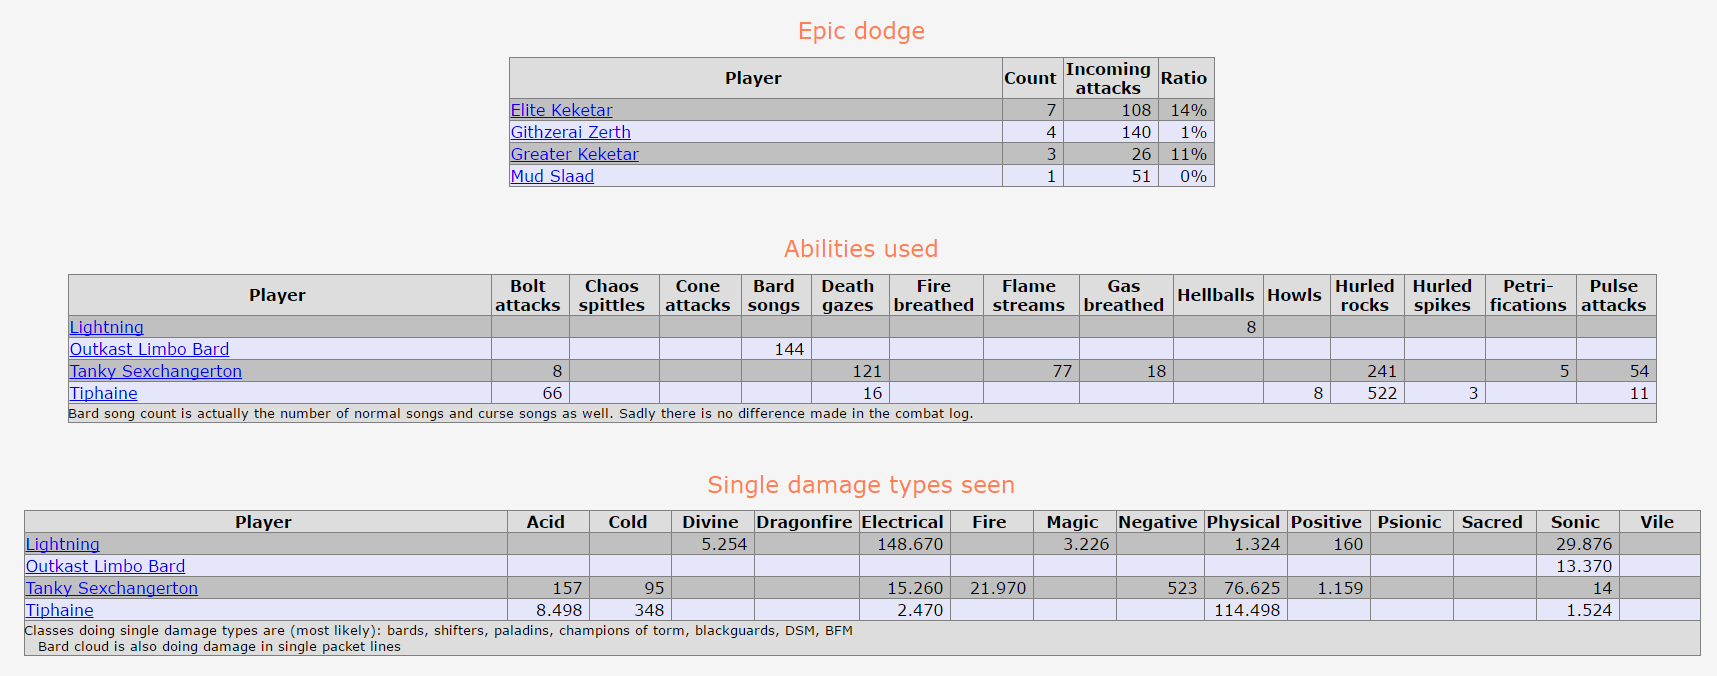 Epic dodge
Player Count Incoming attacks Ratio
Elite Keketar 7 108 14%
Githzerai Zerth 4 140 1%
Greater Keketar 3 26 11%
Mud Slaad 1 51 0%
Abilities used
Player Bolt attacks Chaos spittles Cone attacks Bard songs Death gazes Fire breathed Flame streams Gas breathed Hellballs Howls Hurled rocks Hurled spikes Petri-fications Pulse attacks
Lightning 8
Outkast Limbo Bard 144
Tanky Sexchangerton 8 121 77 18 241 5 54
Tiphaine 66 16 8 522 3 11
Bard song count is actually the number of normal songs and curse songs as well. Sadly there is no difference made in the combat log.
Single damage types seen
Player Acid Cold Divine Dragonfire Electrical Fire Magic Negative Physical Positive Psionic Sacred Sonic Vile
Lightning 5.254 148.670 3.226 1.324 160 29.876
Outkast Limbo Bard 13.370
Tanky Sexchangerton 157 95 15.260 21.970 523 76.625 1.159 14
Tiphaine 8.498 348 2.470 114.498 1.524
Classes doing single damage types are (most likely): bards, shifters, paladins, champions of torm, blackguards, DSM, BFM
Bard cloud is also doing damage in single packet lines